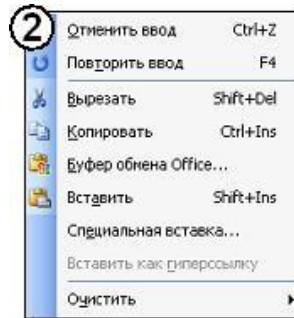 2
Отменить ввод Ctrl+Z
Повторить ввод F4
Вырезать Shift+Del
Копировать Ctrl+Ins
Буфер обмена Office...
Вставить Shift+Ins
Специальная вставка...
Вставить как гиперссылку
Очистить